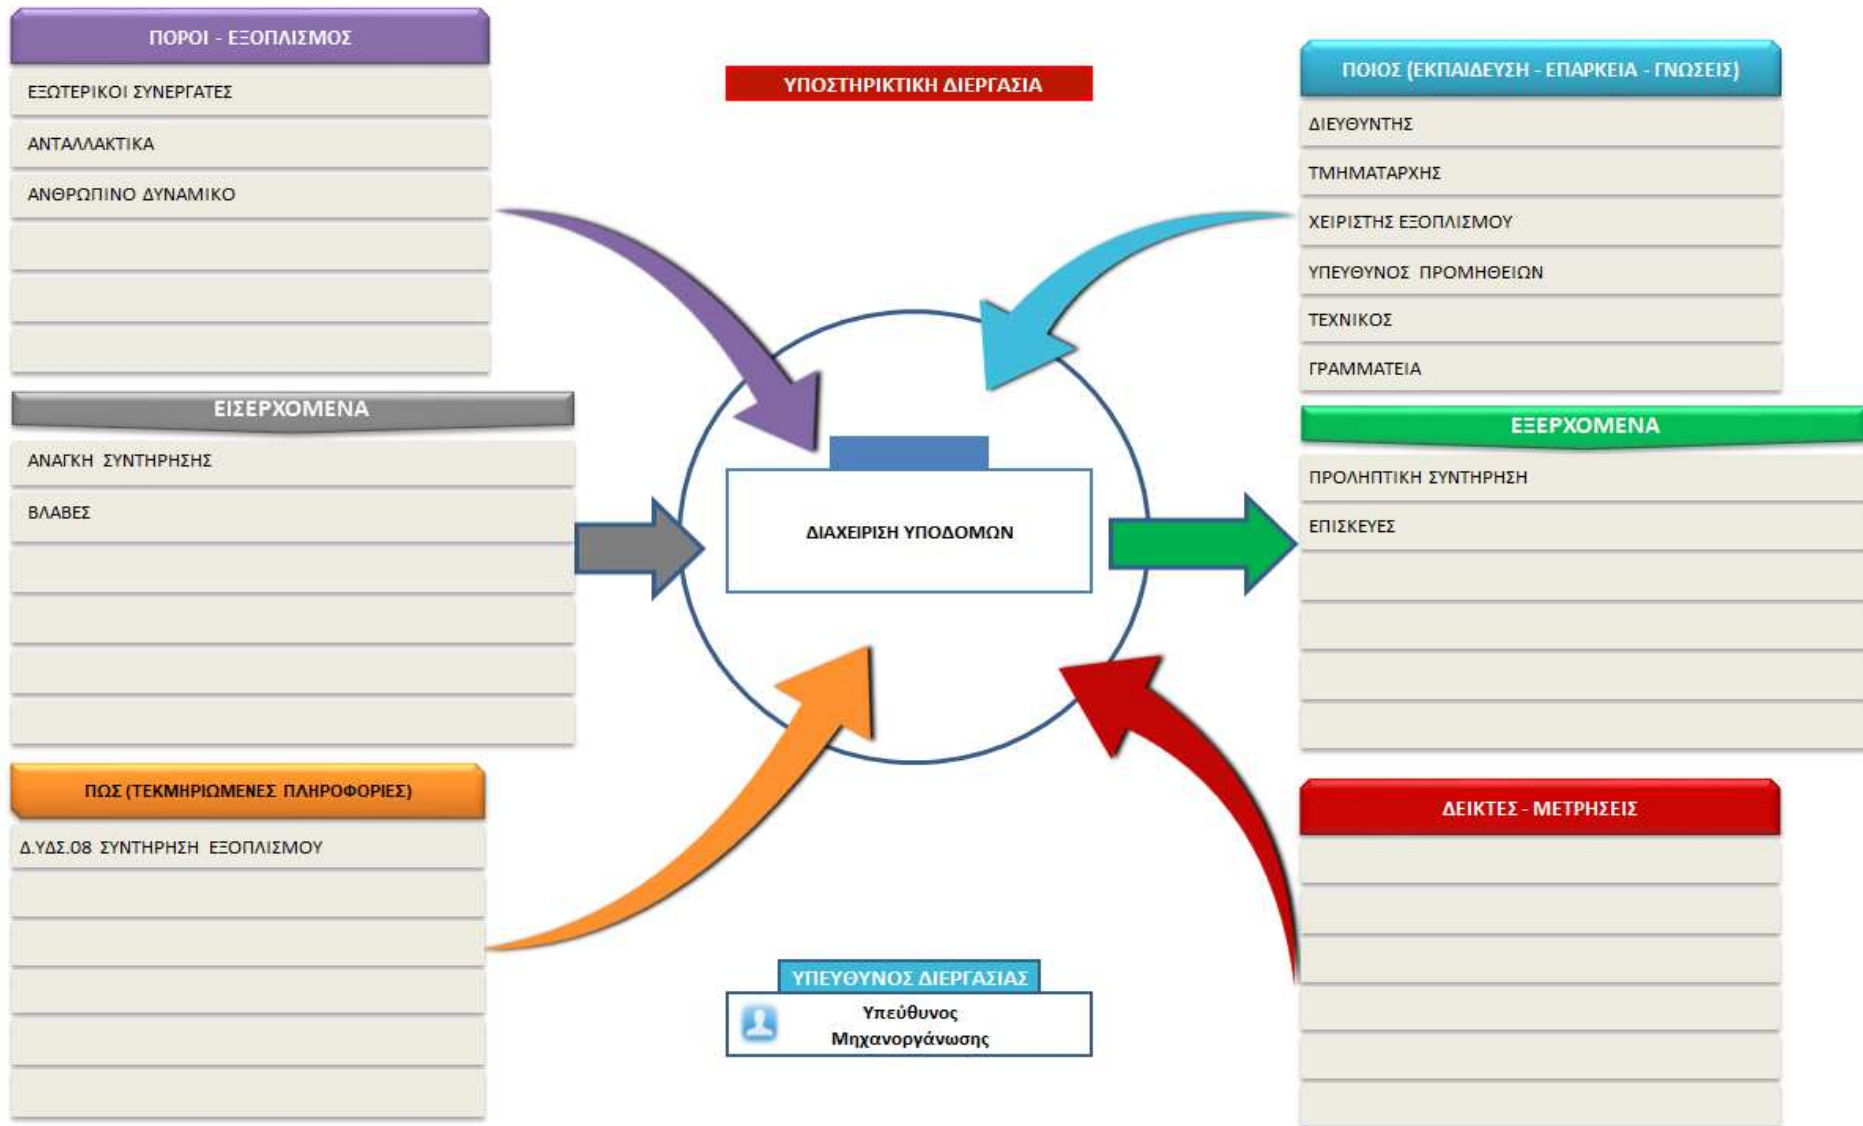 ΠΟΡΟΙ - ΕΞΟΠΛΙΣΜΟΣ
ΕΞΩΤΕΡΙΚΟΙ ΣΥΝΕΡΓΑΤΕΣ
ΑΝΤΑΛΛΑΚΤΙΚΑ
ΑΝΘΡΩΠΙΝΟ ΔΥΝΑΜΙΚΟ
ΥΠΟΣΤΗΡΙΚΤΙΚΗ ΔΙΕΡΓΑΣΙΑ
ΠΟΙΟΣ (ΕΚΠΑΙΔΕΥΣΗ - ΕΠΑΡΚΕΙΑ - ΓΝΩΣΕΙΣ)
ΔΙΕΥΘΥΝΤΗΣ
ΤΜΗΜΑΤΑΡΧΗΣ
ΧΕΙΡΙΣΤΗΣ ΕΞΟΠΛΙΣΜΟΥ
ΥΠΕΥΘΥΝΟΣ ΠΡΟΜΗΘΕΙΩΝ
ΤΕΧΝΙΚΟΣ
ΓΡΑΜΜΑΤΕΙΑ
ΕΙΣΕΡΧΟΜΕΝΑ
ΑΝΑΓΚΗ ΣΥΝΤΗΡΗΣΗΣ
ΒΛΑΒΕΣ
ΔΙΑΧΕΙΡΙΣΗ ΥΠΟΔΟΜΩΝ
ΕΞΕΡΧΟΜΕΝΑ
ΠΡΟΛΗΠΤΙΚΗ ΣΥΝΤΗΡΗΣΗ
ΕΠΙΣΚΕΥΕΣ
ΠΩΣ (ΤΕΚΜΗΡΙΩΜΕΝΕΣ ΠΛΗΡΟΦΟΡΙΕΣ)
Δ.ΥΔΣ.08 ΣΥΝΤΗΡΗΣΗ ΕΞΟΠΛΙΣΜΟΥ
ΔΕΙΚΤΕΣ - ΜΕΤΡΗΣΕΙΣ
ΥΠΕΥΘΥΝΟΣ ΔΙΕΡΓΑΣΙΑΣ
Υπεύθυνος
Μηχανοργάνωσης